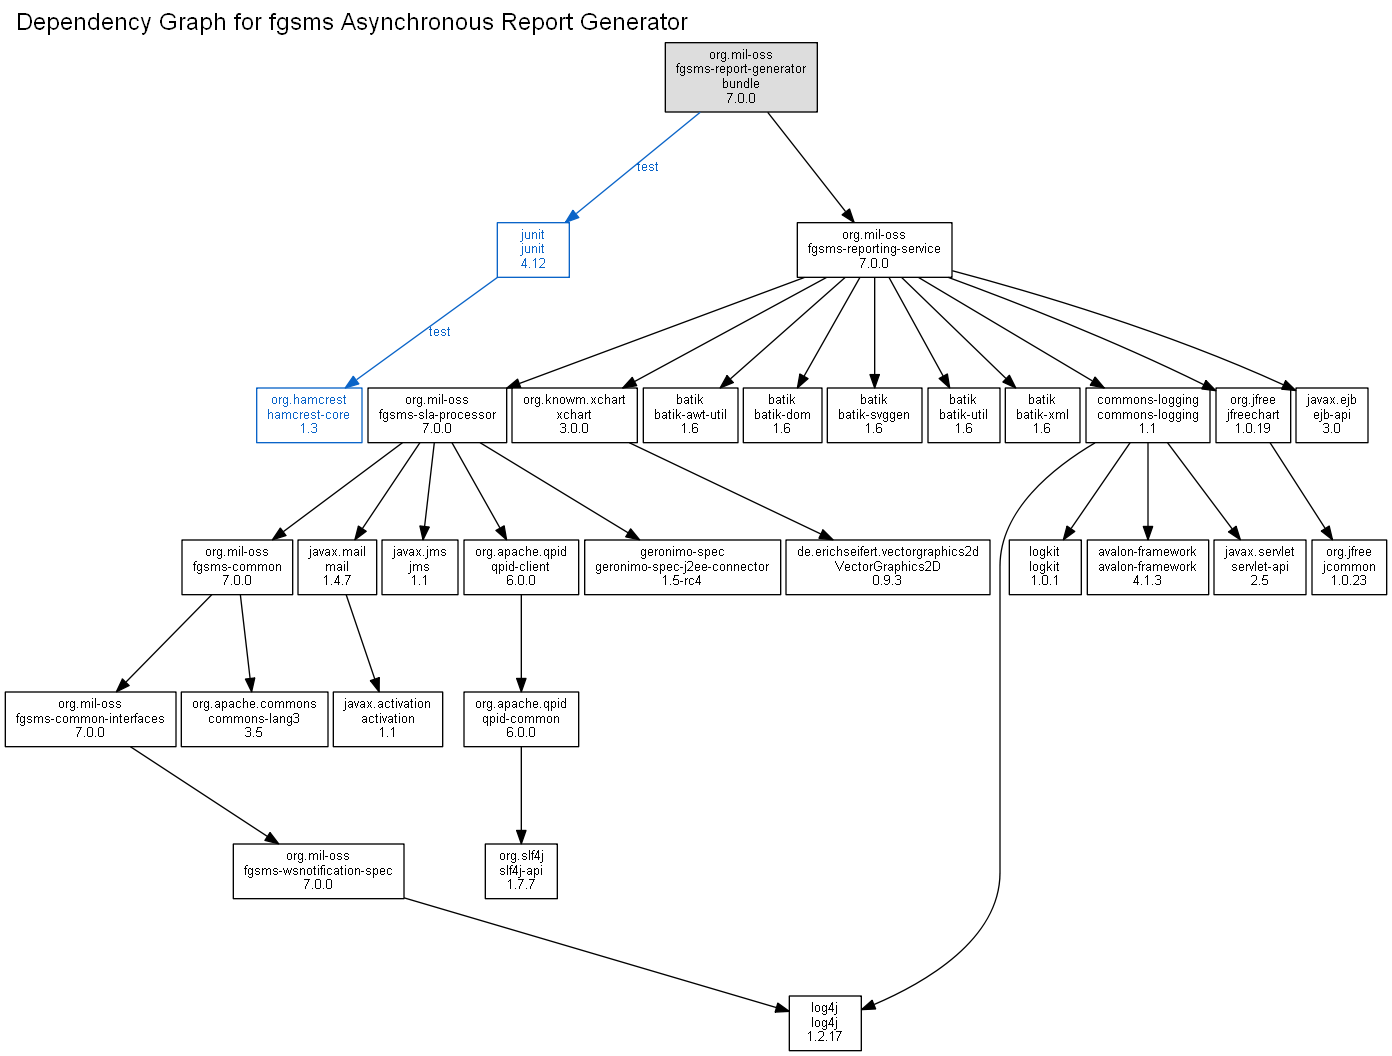 Dependency Graph for fgsms Asynchronous Report Generator
org.mil-oss
fgsms-report-generator
bundle
7.0.0
test
junit
junit
4.12
org.mil-oss
fgsms-reporting-service
7.0.0
test
org.hamcrest
hamcrest-core
1.3
org.mil-oss
fgsms-sla-processor
7.0.0
org.knowm.xchart
xchart
3.0.0
batik
batik-awt-util
1.6
batik
batik-dom
1.6
batik
batik-svggen
1.6
batik
batik-util
1.6
batik
batik-xml
1.6
commons-logging
commons-logging
1.1
org.jfree
jfreechart
1.0.19
javax.ejb
ejb-api
3.0
org.mil-oss
fgsms-common
7.0.0
javax.mail
mail
1.4.7
javax.jms
jms
1.1
org.apache.qpid
qpid-client
6.0.0
geronimo-spec
geronimo-spec-j2ee-connector
1.5-rc4
de.erichseifert.vectorgraphics2d
VectorGraphics2D
0.9.3
logkit
logkit
1.0.1
avalon-framework
avalon-framework
4.1.3
javax.servlet
servlet-api
2.5
org.jfree
jcommon
1.0.23
org.mil-oss
fgsms-common-interfaces
7.0.0
org.apache.commons
commons-lang3
3.5
javax.activation
activation
1.1
org.apache.qpid
qpid-common
6.0.0
org.mil-oss
fgsms-wsnotification-spec
7.0.0
org.slf4j
slf4j-api
1.7.7
log4j
log4j
1.2.17